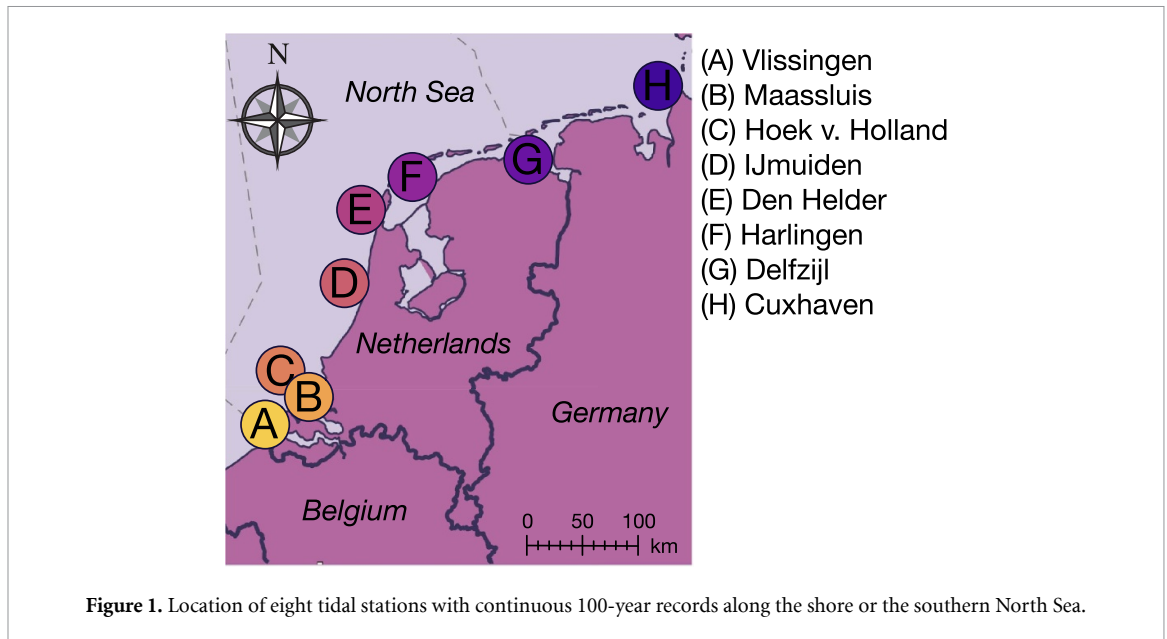 N
North Sea
H
G
F
E
D
Netherlands
C
B
A
Germany
Belgium
0 50 100
km
(A) Vlissingen
(B) Maassluis
(C) Hoek v. Holland
(D) IJmuiden
(E) Den Helder
(F) Harlingen
(G) Delfzijl
(H) Cuxhaven
Figure 1. Location of eight tidal stations with continuous 100-year records along the shore or the southern North Sea.